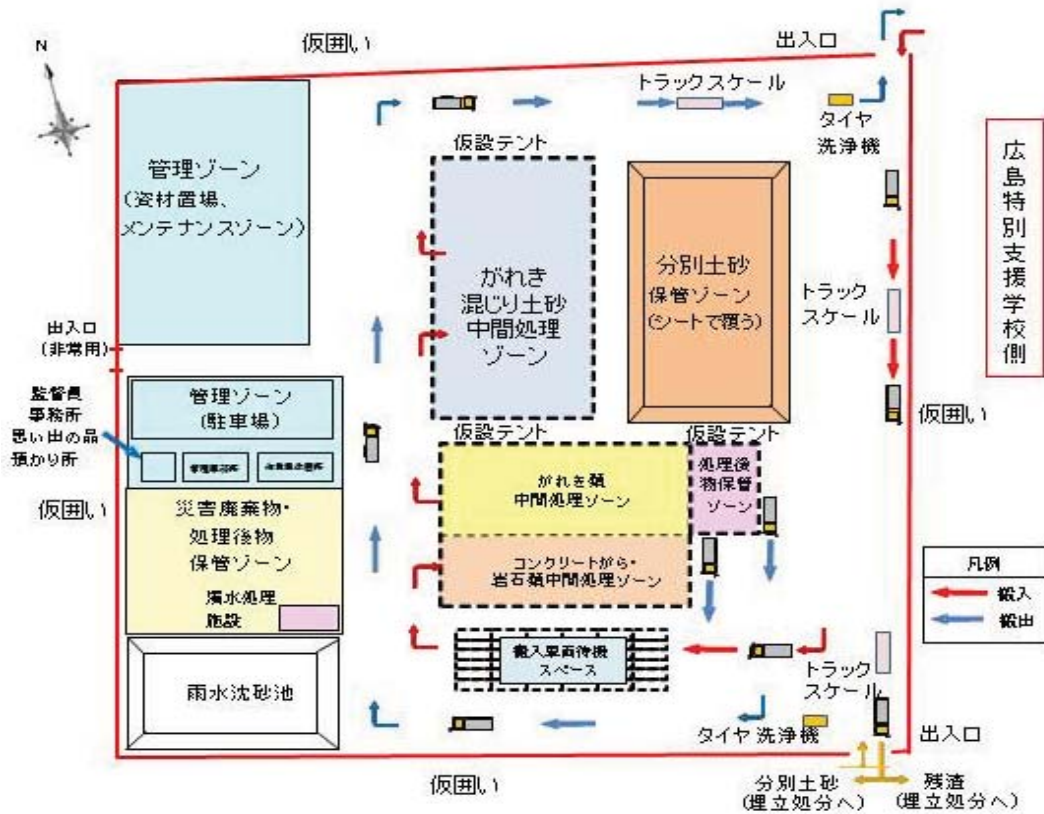 仮囲い
出入口
N
トラックスケール
タイヤ
洗浄機
仮設テント
管理ゾーン
(資材置場、
メンテナンスゾーン)
広島特別支援学校側
がれき
混じり土砂
中間処理
ゾーン
分別土砂
保管ゾーン
(シートで覆う)
トラック
スケール
出入口
(非常用)
監督員
事務所
思い出の品
預かり所
管理ゾーン
(駐車場)
仮設テント
仮設テント
仮囲い
がれき類
中間処理ゾーン
処理後
物保管
ゾーン
仮囲い
災害廃棄物・
処理後物
保管ゾーン
コンクリートがら・
岩石類中間処理ゾーン
凡例
搬入
搬出
濁水処理
施設
搬入車両待機
スペース
トラック
スケール
雨水沈砂池
タイヤ洗浄機
出入口
仮囲い
分別土砂
(埋立処分へ)
残渣
(埋立処分へ)